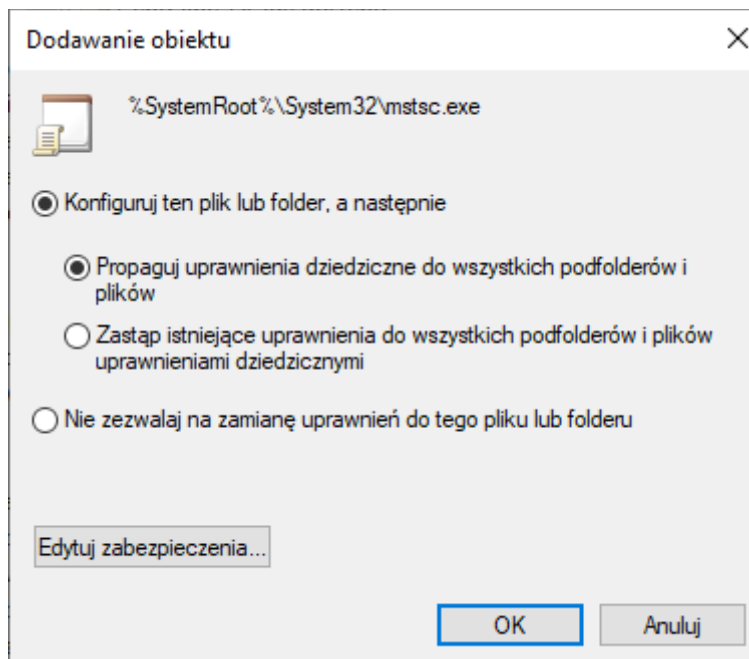 Dodawanie obiektu
%SystemRoot%\System32\mstsc.exe
Konfiguruj ten plik lub folder, a następnie
Propaguj uprawnienia dziedziczne do wszystkich podfolderów i
plików
Zastąp istniejące uprawnienia do wszystkich podfolderów i plików
uprawnieniami dziedzicznymi
Nie zezwalaj na zamianę uprawnień do tego pliku lub folderu
Edytuj zabezpieczenia...
OK
Anuluj